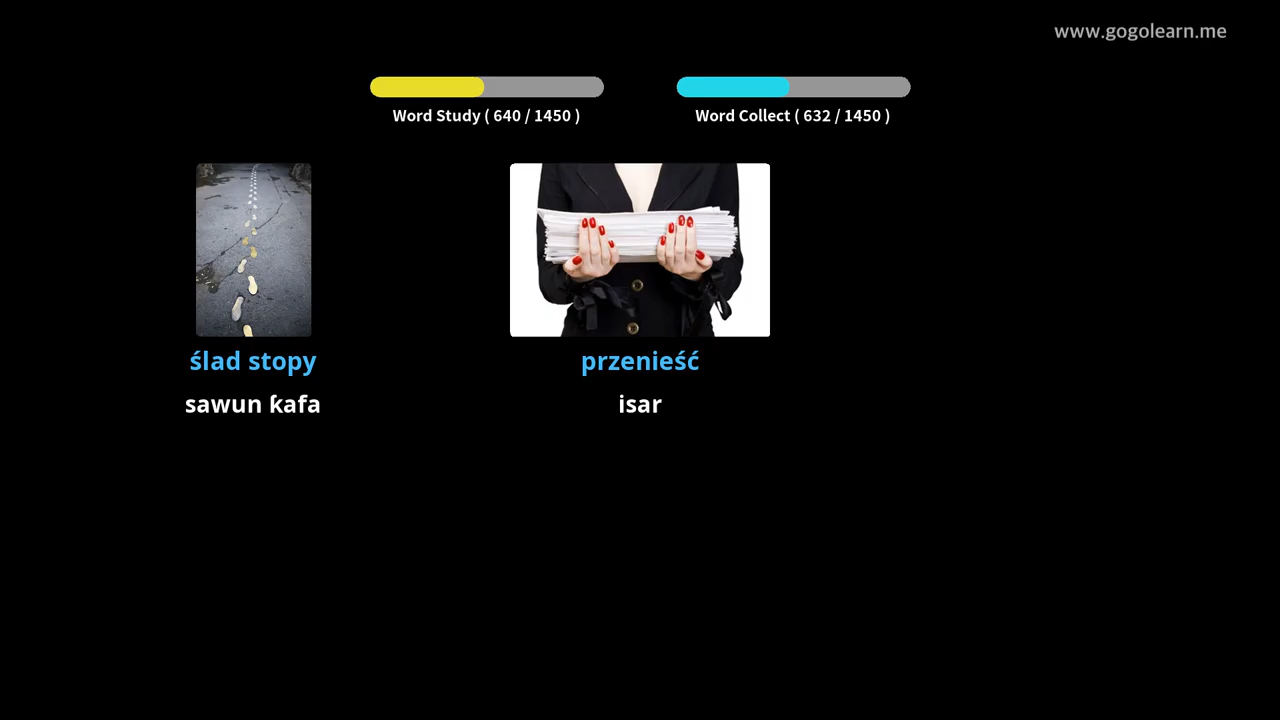 www.gogolearn.me
Word Study ( 640 / 1450 )
Word Collect ( 632 / 1450 )
ślad stopy
przenieść
sawun ƙafa
isar